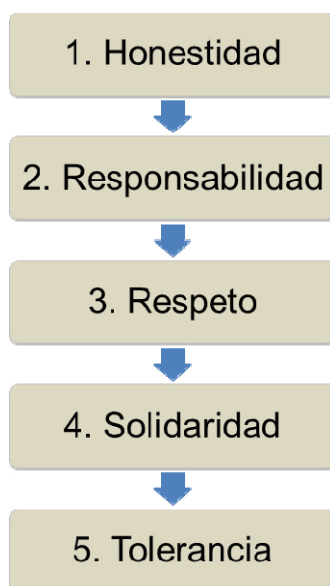 1. Honestidad
2. Responsabilidad
3. Respeto
4. Solidaridad
5. Tolerancia